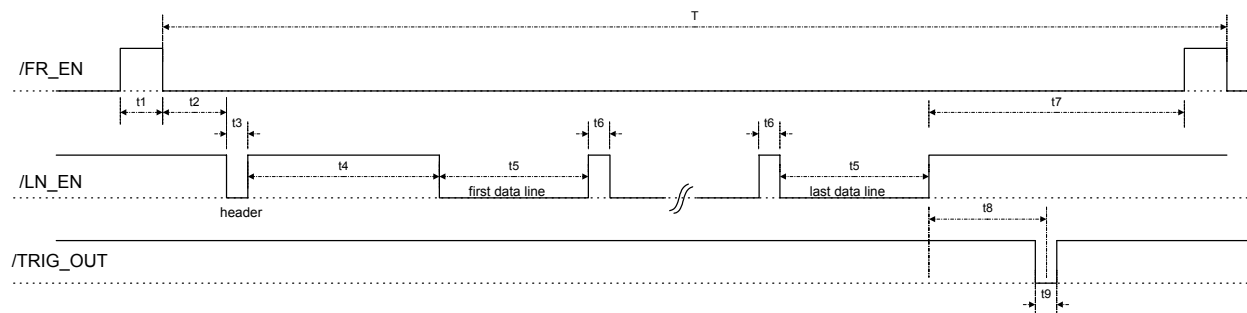 T
/FR_EN
t1
t2
t7
t3
t6
t6
t4
t5
t5
/LN_EN
first data line
last data line
header
t8
/TRIG_OUT
t9